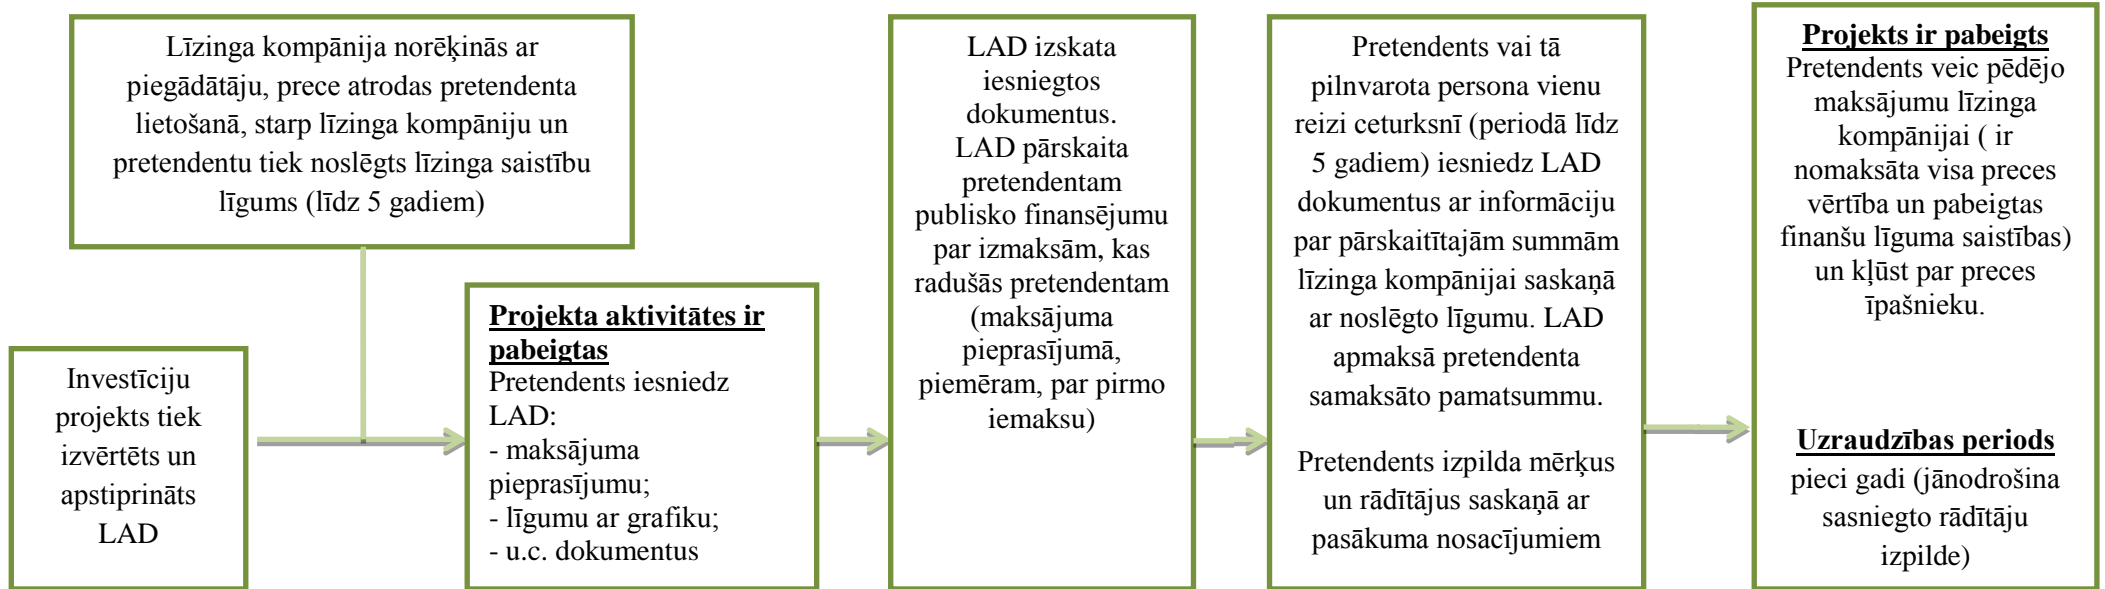 Līzinga kompānija norēķinās ar
piegādātāju, prece atrodas pretendenta
lietošanā, starp līzinga kompāniju un
pretendentu tiek noslēgts līzinga saistību
līgums (līdz 5 gadiem)
Investīciju
projekts tiek
izvērtēts un
apstiprināts
LAD
Projekta aktivitātes ir
pabeigtas
Pretendents iesniedz
LAD:
- maksājuma
pieprasījumu;
- līgumu ar grafiku;
- u.c. dokumentus
LAD izskata
iesniegtos
dokumentus.
LAD pārskaita
pretendentam
publisko finansējumu
par izmaksām, kas
radušās pretendentam
(maksājuma
pieprasījumā,
piemēram, par pirmo
iemaksu)
Pretendents vai tā
pilnvarota persona vienu
reizi ceturksnī (periodā līdz
5 gadiem) iesniedz LAD
dokumentus ar informāciju
par pārskaitītajām summām
līzinga kompānijai saskaņā
ar noslēgto līgumu. LAD
apmaksā pretendenta
samaksāto pamatsummu.
Pretendents izpilda mērķus
un rādītājus saskaņā ar
pasākuma nosacījumiem
Projekts ir pabeigts
Pretendents veic pēdējo
maksājumu līzinga
kompānijai ( ir
nomaksāta visa preces
vērtība un pabeigtas
finanšu līguma saistības)
un kļūst par preces
īpašnieku.
Uzraudzības periods
pieci gadi (jānodrošina
sasniegto rādītāju
izpilde)